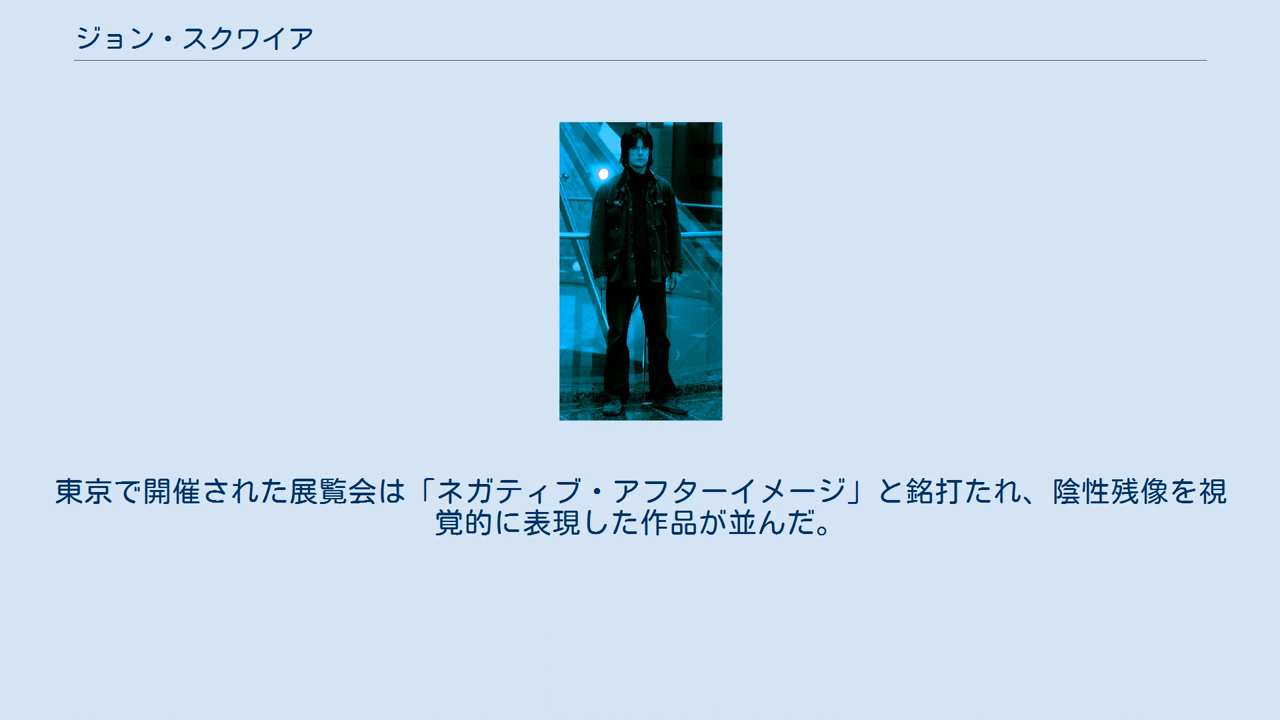 ジョン・スクワイア
東京で開催された展覧会は「ネガティブ・アフターイメージ」と銘打たれ、陰性残像を視
覚的に表現した作品が並んだ。